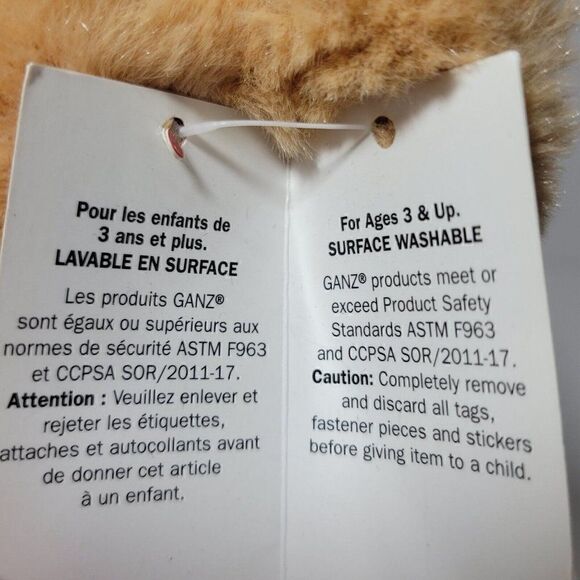 Pour les enfants de
3 ans et plus.
LAVABLE EN SURFACE
Les produits GANZ®
sont égaux ou supérieurs aux
normes de sécurité ASTM F963
et CCPSA SOR/2011-17.
Attention : Veuillez enlever et
rejeter les étiquettes,
attaches et autocollants avant
de donner cet article
à un enfant.
For Ages 3 & Up.
SURFACE WASHABLE
GANZ® products meet or
exceed Product Safety
Standards ASTM F963
and CCPSA SOR/2011-17.
Caution: Completely remove
and discard all tags,
fastener pieces and stickers
before giving item to a child.